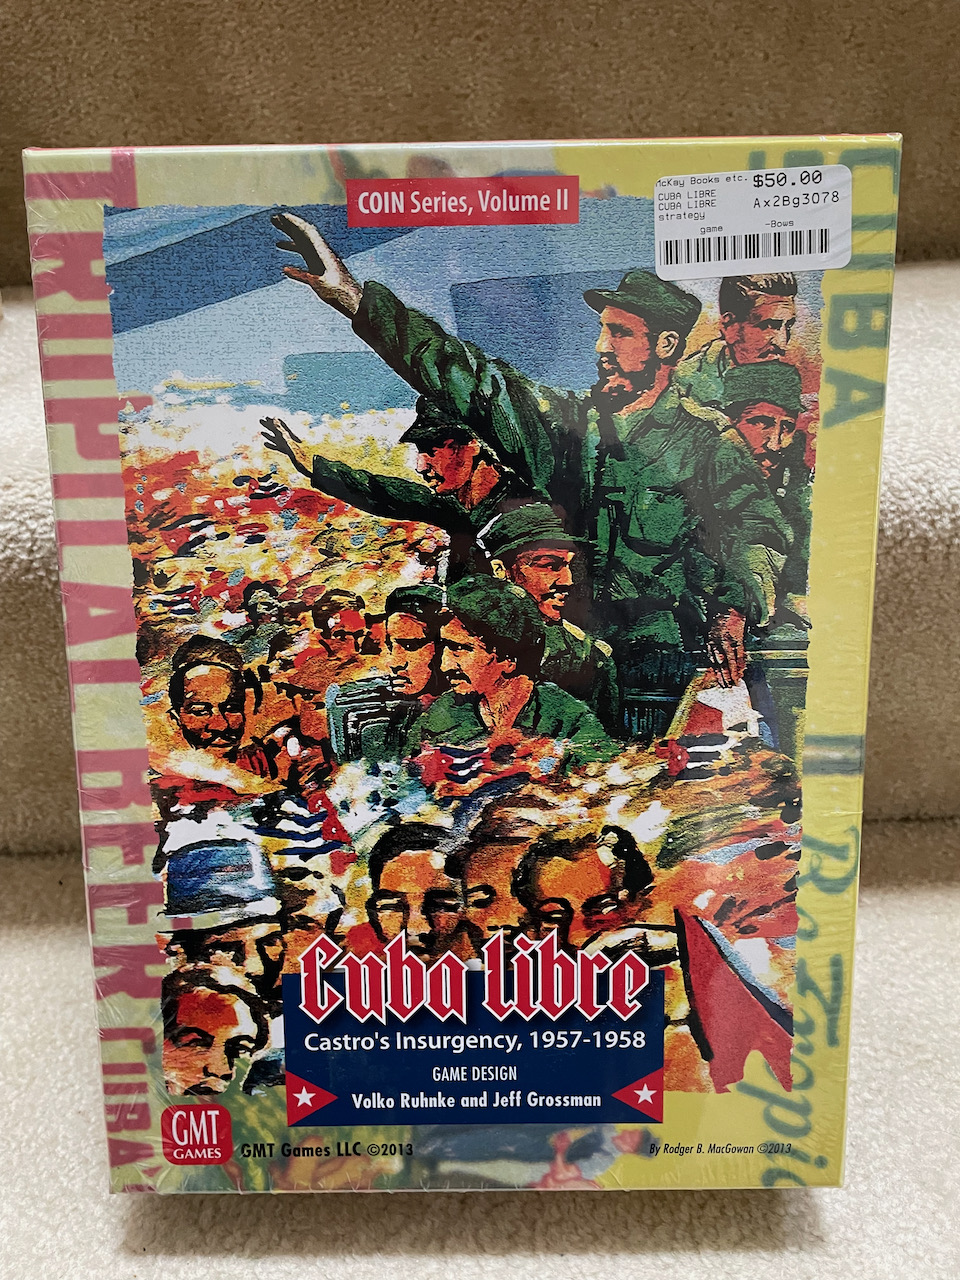 COIN Series, Volume II
McKay Books etc. $50.00
CUBA LIBRE
CUBA LIBRE Ax2Bg3078
strategy
game -Bows
Cuba Libre
Castro's Insurgency, 1957-1958
GAME DESIGN
Volko Ruhnke and Jeff Grossman
GMT
GAMES
GMT Games LLC ©2013
By Rodger B. MacGowan ©2013